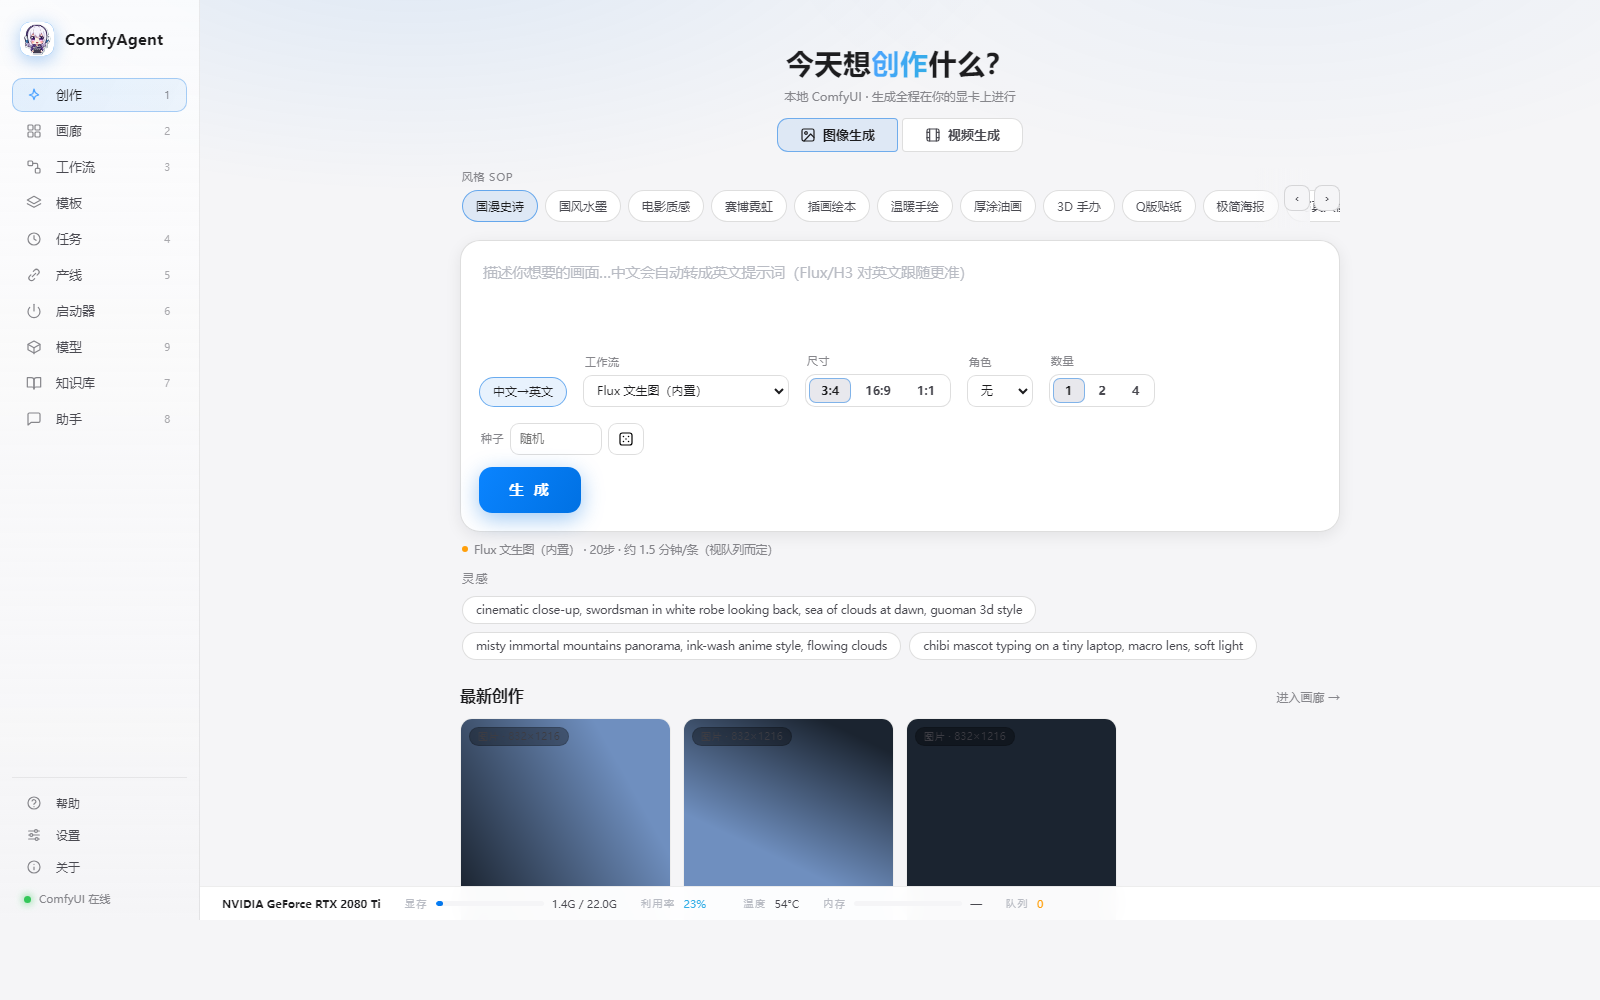 ComfyAgent
创作 1
画廊 2
工作流 3
模板
任务 4
产线 5
启动器 6
模型 9
知识库 7
助手 8
帮助
设置
关于
ComfyUI 在线
今天想创作什么?
本地 ComfyUI · 生成全程在你的显卡上进行
图像生成 视频生成
风格 SOP
国漫史诗 国风水墨 电影质感 赛博霓虹 插画绘本 温暖手绘 厚涂油画 3D 手办 Q版贴纸 极简海报 ‹ ›
描述你想要的画面...中文会自动转成英文提示词（Flux/H3 对英文跟随更准）
工作流 尺寸 角色 数量
中文→英文 Flux 文生图（内置） 3:4 16:9 1:1 无 1 2 4
种子 随机
生 成
Flux 文生图（内置） · 20步 · 约 1.5 分钟/条（视队列而定）
灵感
cinematic close-up, swordsman in white robe looking back, sea of clouds at dawn, guoman 3d style
misty immortal mountains panorama, ink-wash anime style, flowing clouds
chibi mascot typing on a tiny laptop, macro lens, soft light
最新创作 进入画廊 →
图片 · 832×1216 图片 · 832×1216 图片 · 832×1216
NVIDIA GeForce RTX 2080 Ti 显存 1.4G / 22.0G 利用率 23% 温度 54°C 内存 — 队列 0